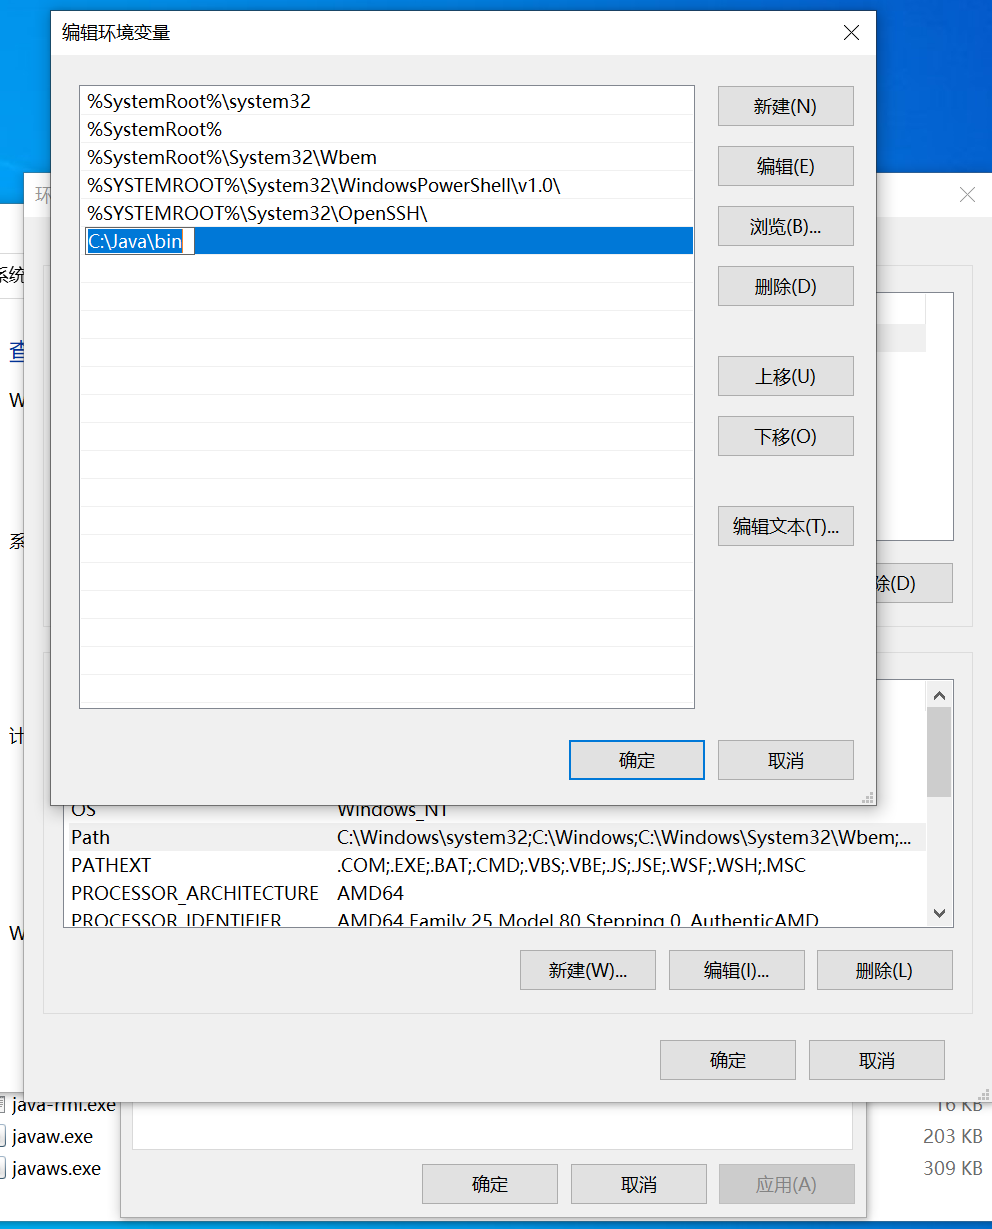 编辑环境变量
%SystemRoot%\system32
%SystemRoot%
%SystemRoot%\System32\Wbem
%SYSTEMROOT%\System32\WindowsPowerShell\v1.0\
%SYSTEMROOT%\System32\OpenSSH\
C:\Java\bin
新建(N)
编辑(E)
浏览(B)...
删除(D)
上移(U)
下移(O)
编辑文本(T)...
确定
取消
环
系统
查
W
系
计
W
除(D)
OS Windows_NT
Path C:\Windows\system32;C:\Windows;C:\Windows\System32\Wbem;...
PATHEXT .COM;.EXE;.BAT;.CMD;.VBS;.VBE;.JS;.JSE;.WSF;.WSH;.MSC
PROCESSOR_ARCHITECTURE AMD64
PROCESSOR_IDENTIFIER AMD64 Family 25 Model 80 Stepping 0, AuthenticAMD
新建(W)...
编辑(I)...
删除(L)
确定
取消
java-rmi.exe 16 KB
javaw.exe 203 KB
javaws.exe 309 KB
确定
取消
应用(A)